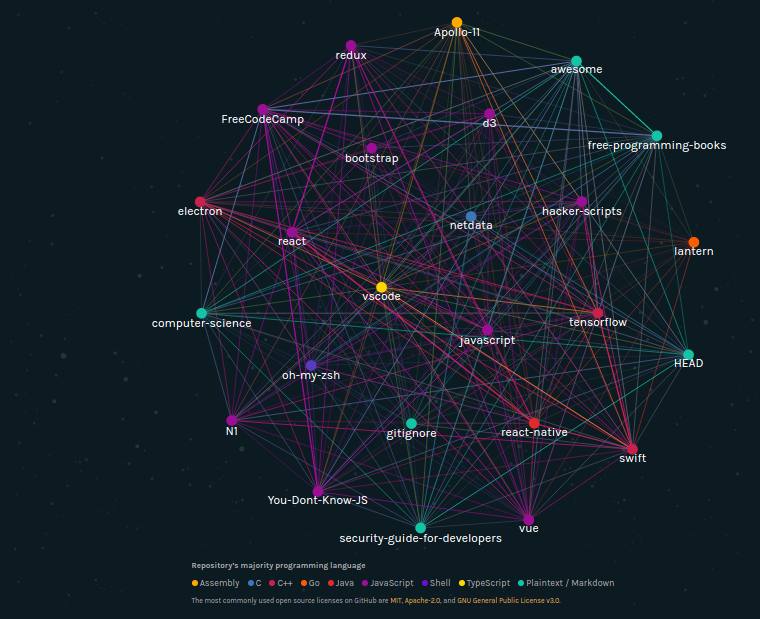 Apollo-11
redux
awesome
FreeCodeCamp
d3
free-programming-books
bootstrap
electron
hacker-scripts
netdata
react
lantern
vscode
computer-science
tensorflow
javascript
HEAD
oh-my-zsh
N1
gitignore
react-native
swift
You-Dont-Know-JS
vue
security-guide-for-developers
Repository's majority programming language
Assembly C C++ Go Java JavaScript Shell TypeScript Plaintext / Markdown
The most commonly used open source licenses on GitHub are MIT, Apache-2.0, and GNU General Public License v3.0.